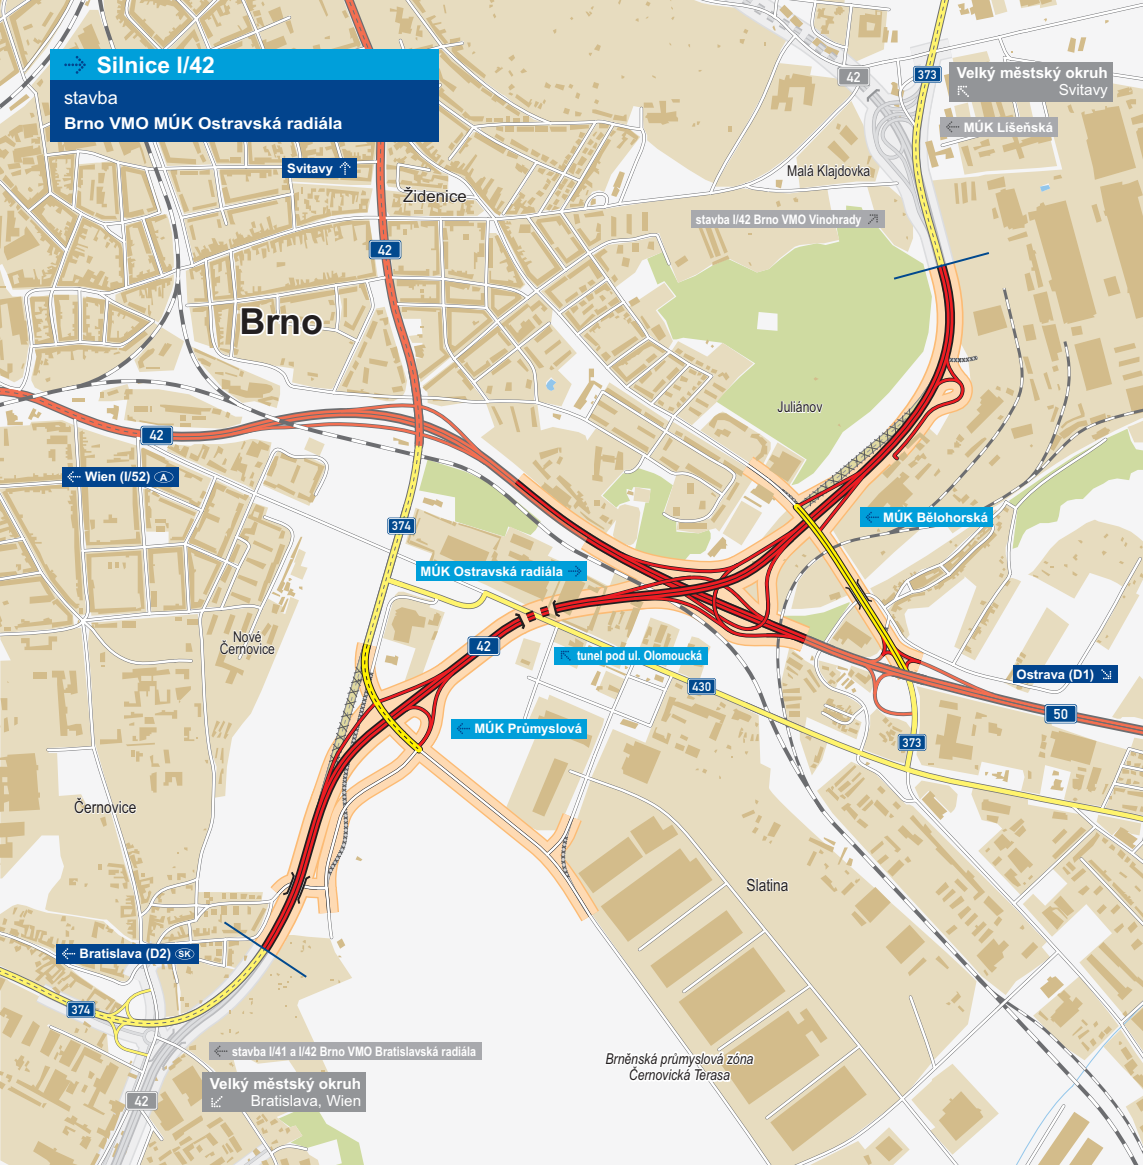 Silnice I/42
stavba
Brno VMO MÚK Ostravská radiála
42
373
Velký městský okruh
Svitavy
MÚK Líšeňská
Svitavy
Malá Klajdovka
Židenice
stavba I/42 Brno VMO Vinohrady
42
Brno
Juliánov
42
Wien (I/52) A
374
MÚK Bělohorská
MÚK Ostravská radiála
Nové
Černovice
42
tunel pod ul. Olomoucká
Ostrava (D1)
430
50
MÚK Průmyslová
373
Černovice
Slatina
Bratislava (D2) SK
374
stavba I/41 a I/42 Brno VMO Bratislavská radiála
Brněnská průmyslová zóna
Černovická Terasa
Velký městský okruh
Bratislava, Wien
42